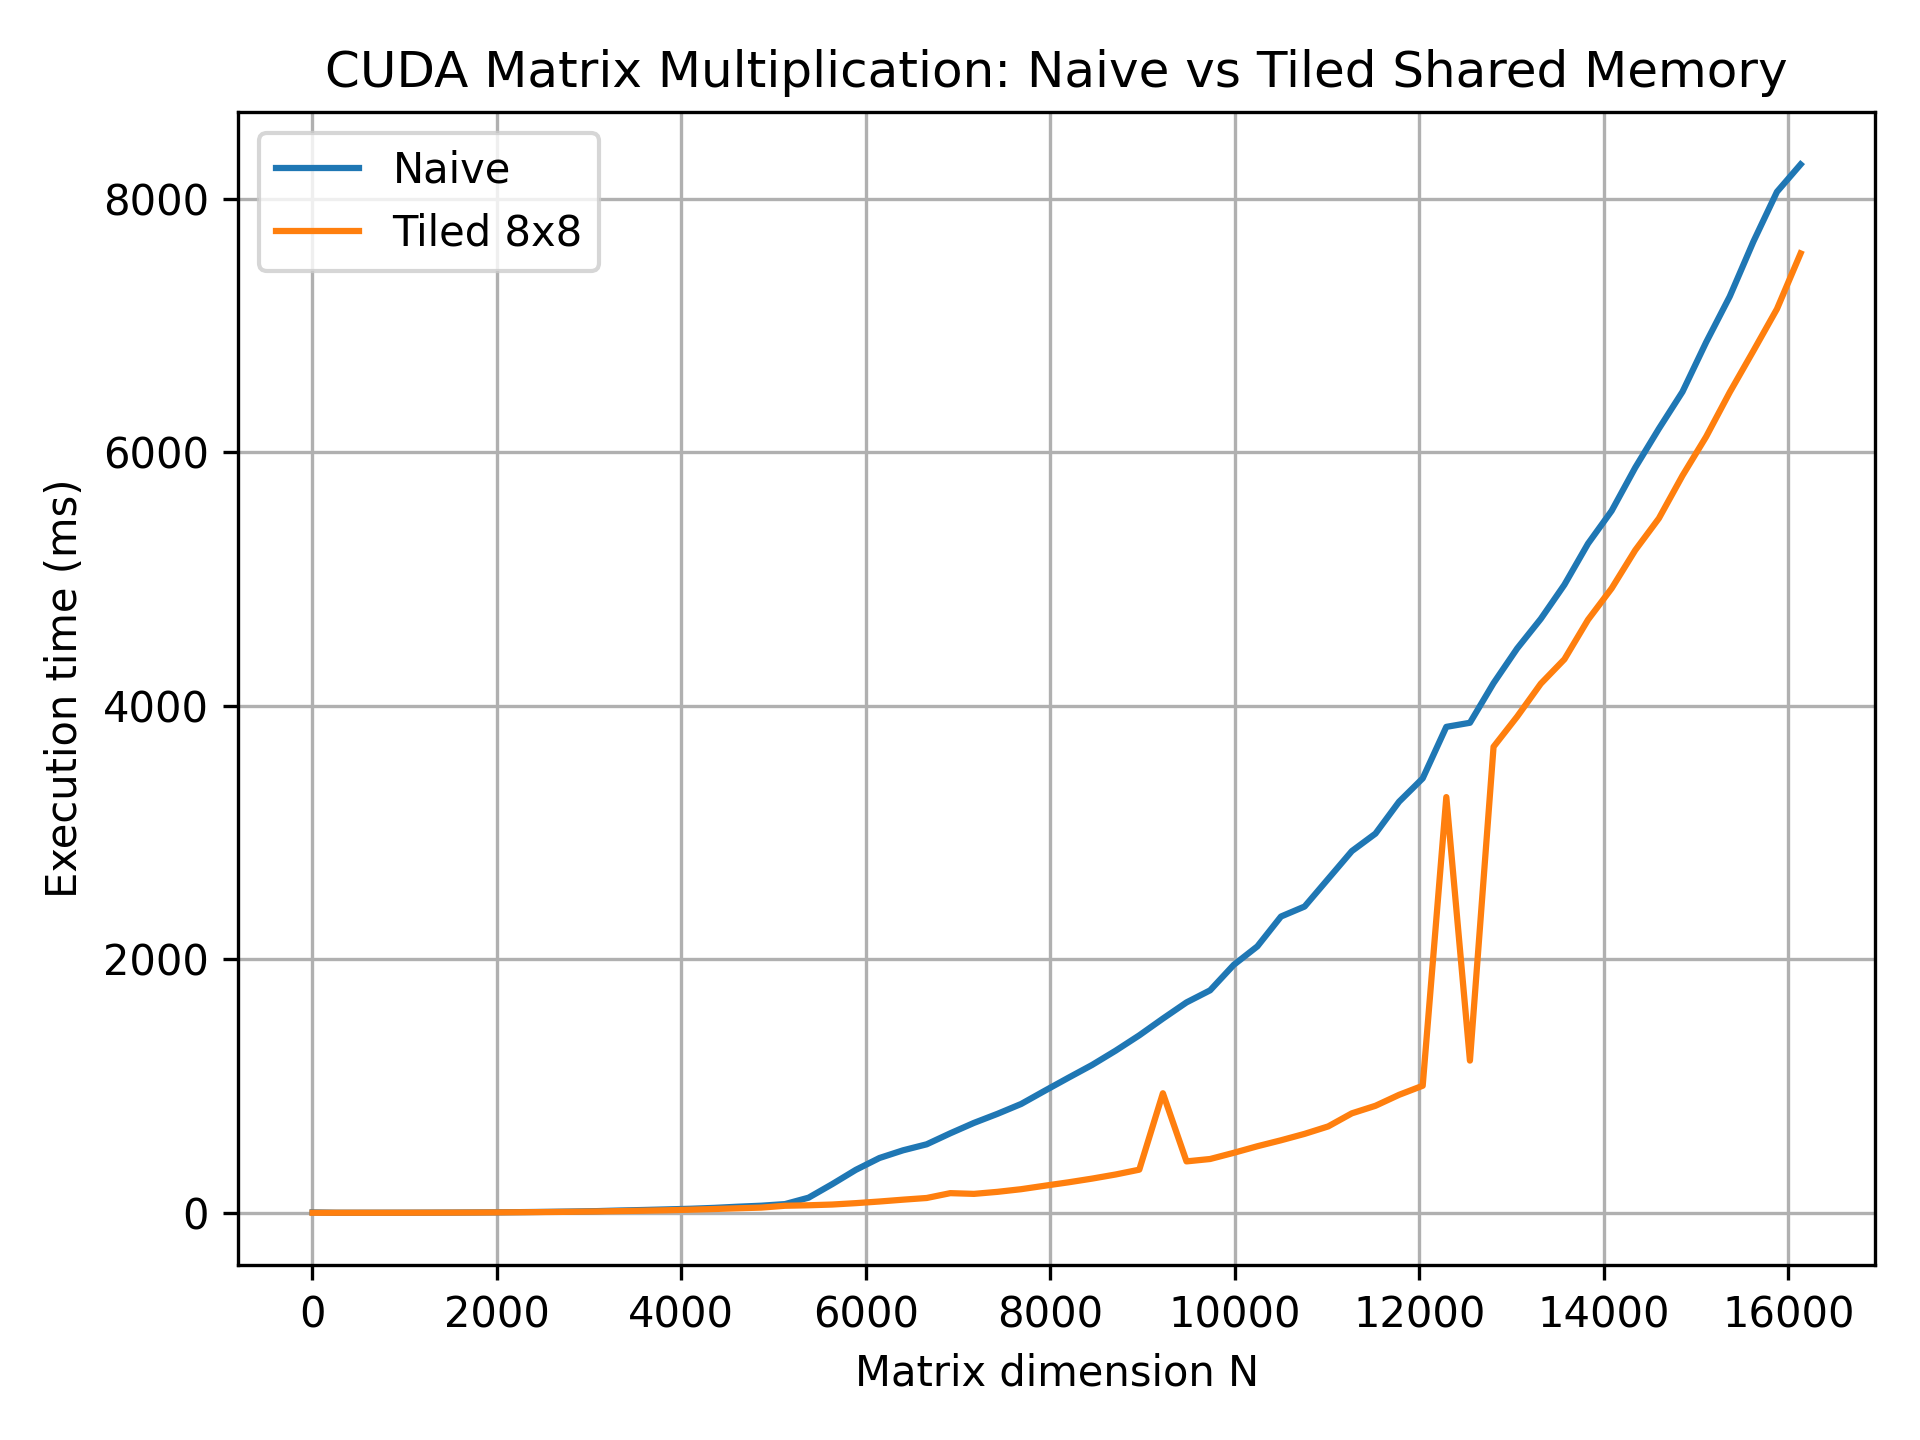 CUDA Matrix Multiplication: Naive vs Tiled Shared Memory
Naive
Tiled 8x8
8000
6000
4000
2000
0
Execution time (ms)
0 2000 4000 6000 8000 10000 12000 14000 16000
Matrix dimension N